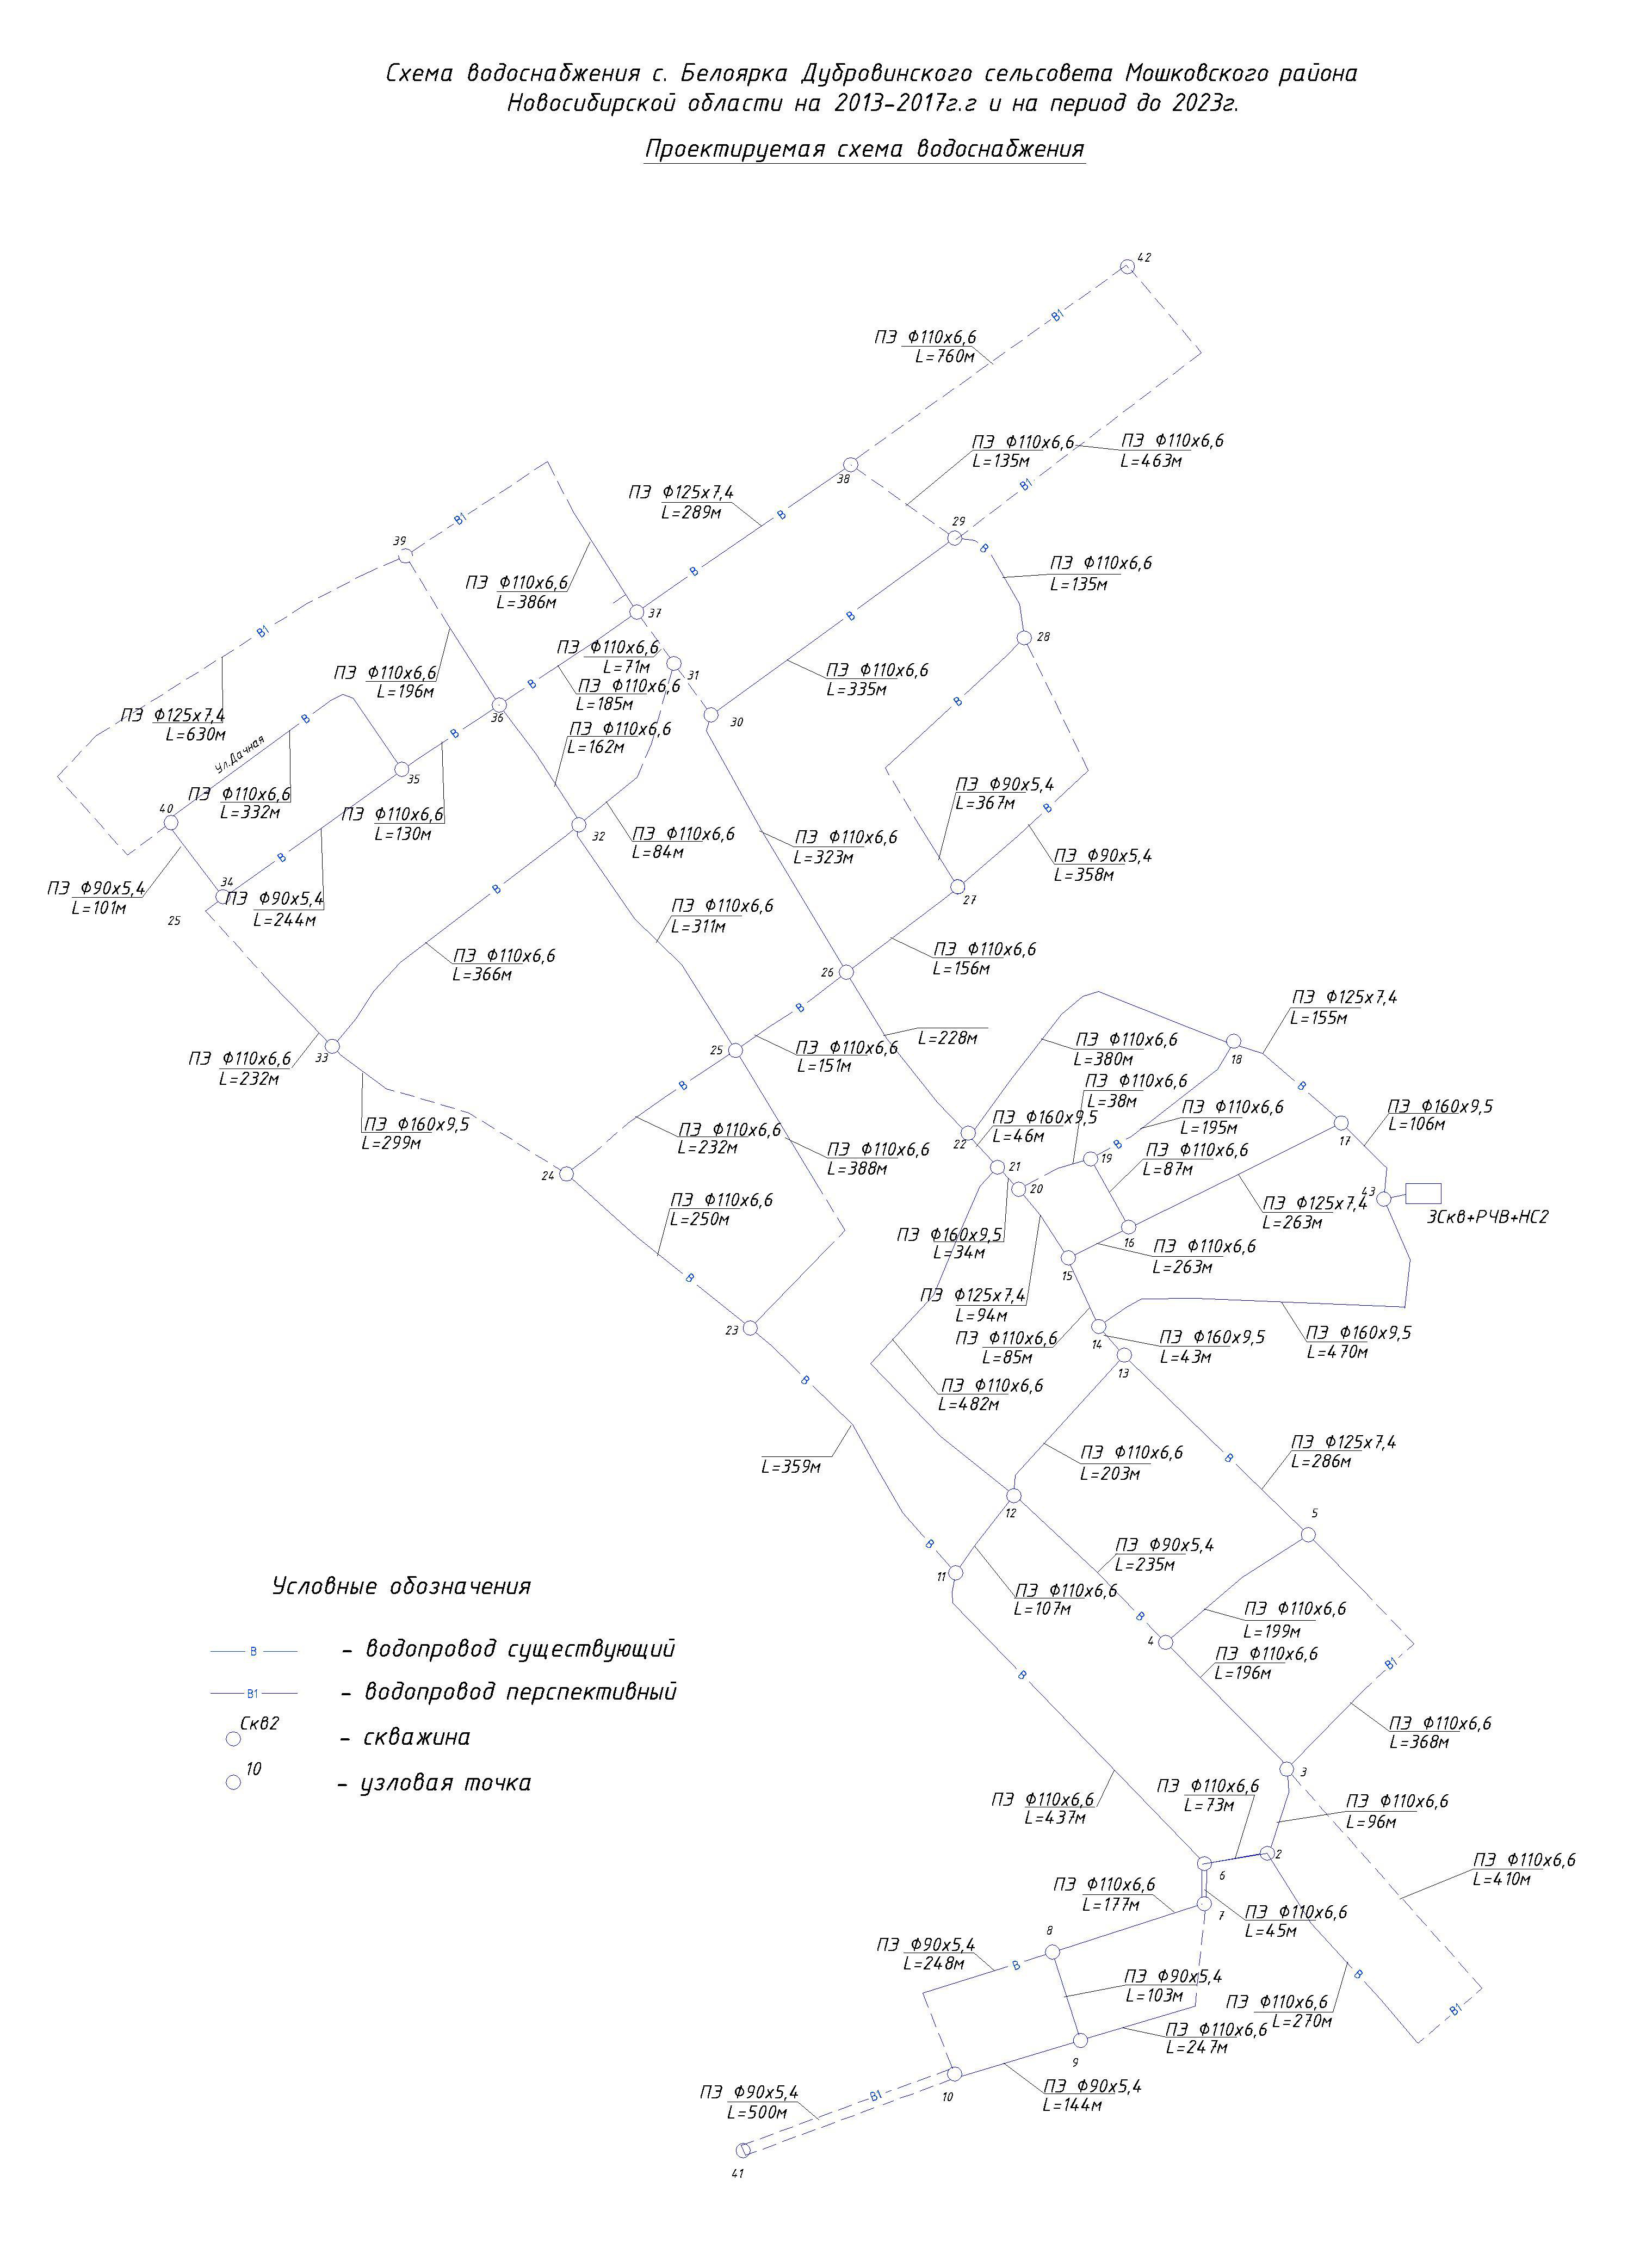 Схема водоснабжения с. Белоярка Дубровинского сельсовета Мошковского района
Новосибирской области на 2013-2017г.г и на период до 2023г.
Проектируемая схема водоснабжения
42
В1
ПЭ Ф110х6,6
L=760м
ПЭ Ф110х6,6
L=135м
ПЭ Ф110х6,6
L=463м
38
В1
ПЭ Ф125х7,4
L=289м
В
В1
29
В
39
В
ПЭ Ф110х6,6
L=135м
ПЭ Ф110х6,6
L=386м
37
В
28
В1
ПЭ Ф110х6,6
L=71м
31
ПЭ Ф110х6,6
L=196м
В
ПЭ Ф110х6,6
L=185м
ПЭ Ф110х6,6
L=335м
В
36
30
ПЭ Ф125х7,4
L=630м
В
ПЭ Ф110х6,6
L=162м
В
Ул.Дачная
35
ПЭ Ф110х6,6
L=332м
ПЭ Ф90х5,4
L=367м
40
ПЭ Ф110х6,6
L=130м
В
32
ПЭ Ф110х6,6
L=84м
ПЭ Ф110х6,6
L=323м
В
ПЭ Ф90х5,4
L=358м
34
ПЭ Ф90х5,4
L=101м
25
ПЭ Ф90х5,4
L=244м
В
27
ПЭ Ф110х6,6
L=311м
ПЭ Ф110х6,6
L=366м
ПЭ Ф110х6,6
L=156м
26
В
ПЭ Ф125х7,4
L=155м
L=228м
33
ПЭ Ф110х6,6
L=232м
25
ПЭ Ф110х6,6
L=151м
ПЭ Ф110х6,6
L=380м
18
В
В
ПЭ Ф110х6,6
L=38м
ПЭ Ф160х9,5
L=299м
ПЭ Ф110х6,6
L=232м
ПЭ Ф160х9,5
L=46м
ПЭ Ф110х6,6
L=195м
ПЭ Ф160х9,5
L=106м
17
22
В
ПЭ Ф110х6,6
L=388м
ПЭ Ф110х6,6
L=87м
24
21
19
20
43
ПЭ Ф110х6,6
L=250м
ПЭ Ф125х7,4
L=263м
3Скв+РЧВ+НС2
ПЭ Ф160х9,5
L=34м
16
ПЭ Ф110х6,6
L=263м
В
15
ПЭ Ф125х7,4
L=94м
23
ПЭ Ф110х6,6
L=85м
14
ПЭ Ф160х9,5
L=43м
ПЭ Ф160х9,5
L=470м
13
В
ПЭ Ф110х6,6
L=482м
L=359м
ПЭ Ф110х6,6
L=203м
В
ПЭ Ф125х7,4
L=286м
12
5
В
11
ПЭ Ф90х5,4
L=235м
ПЭ Ф110х6,6
L=107м
В
ПЭ Ф110х6,6
L=199м
4
ПЭ Ф110х6,6
L=196м
В1
В
ПЭ Ф110х6,6
L=368м
3
ПЭ Ф110х6,6
L=437м
ПЭ Ф110х6,6
L=73м
ПЭ Ф110х6,6
L=96м
2
6
ПЭ Ф110х6,6
L=410м
ПЭ Ф110х6,6
L=177м
7
ПЭ Ф110х6,6
L=45м
8
ПЭ Ф90х5,4
L=248м
В
ПЭ Ф90х5,4
L=103м
В
ПЭ Ф110х6,6
L=270м
В1
ПЭ Ф110х6,6
L=247м
9
10
ПЭ Ф90х5,4
L=144м
В1
ПЭ Ф90х5,4
L=500м
41
Условные обозначения
В
- водопровод существующий
В1
- водопровод перспективный
Скв2
- скважина
10
- узловая точка